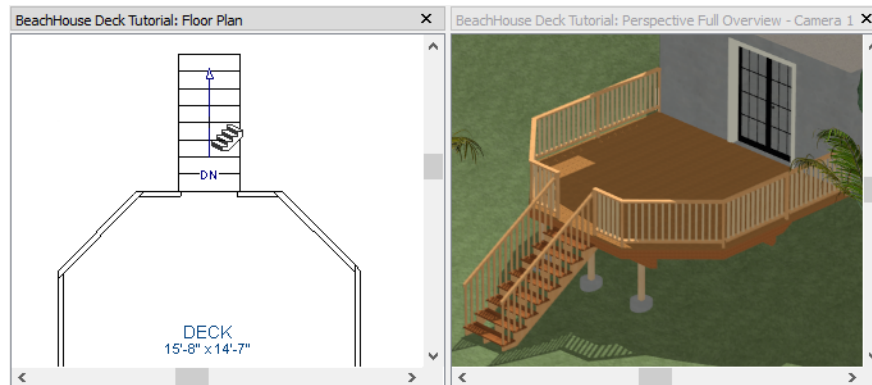 BeachHouse Deck Tutorial: Floor Plan
BeachHouse Deck Tutorial: Perspective Full Overview - Camera 1
DN
DECK
15'-8" x 14'-7"